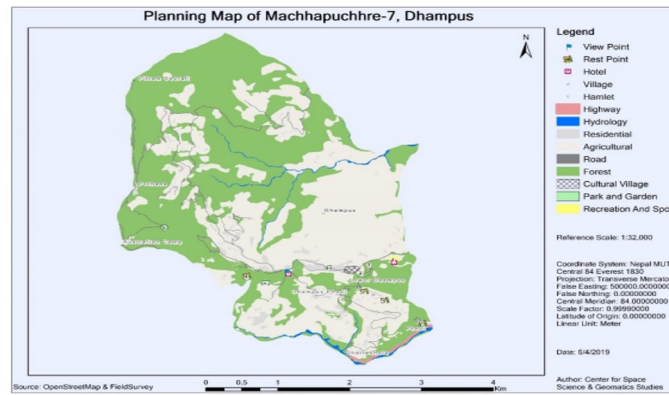 Planning Map of Machhapuchhre-7, Dhampus
N
Legend
View Point
Rest Point
Hotel
Village
Hamlet
Highway
Hydrology
Residential
Agricultural
Road
Forest
Cultural Village
Park and Garden
Recreation And Spo
Reference Scale: 1:32,000
Coordinate System: Nepal MUT
Central 84 Everest 1830
Projection: Transverse Mercato
False Easting: 500000.0000000
False Northing: 0.00000000
Central Meridian: 84.00000000
Scale Factor: 0.99990000
Latitude of Origin: 0.00000000
Linear Unit: Meter
Date: 6/4/2019
Author: Center for Space
Science & Geomatics Studies
Dhampus
Camp
Source: OpenStreetMap & FieldSurvey
0 0.5 1 2 3 4
Km